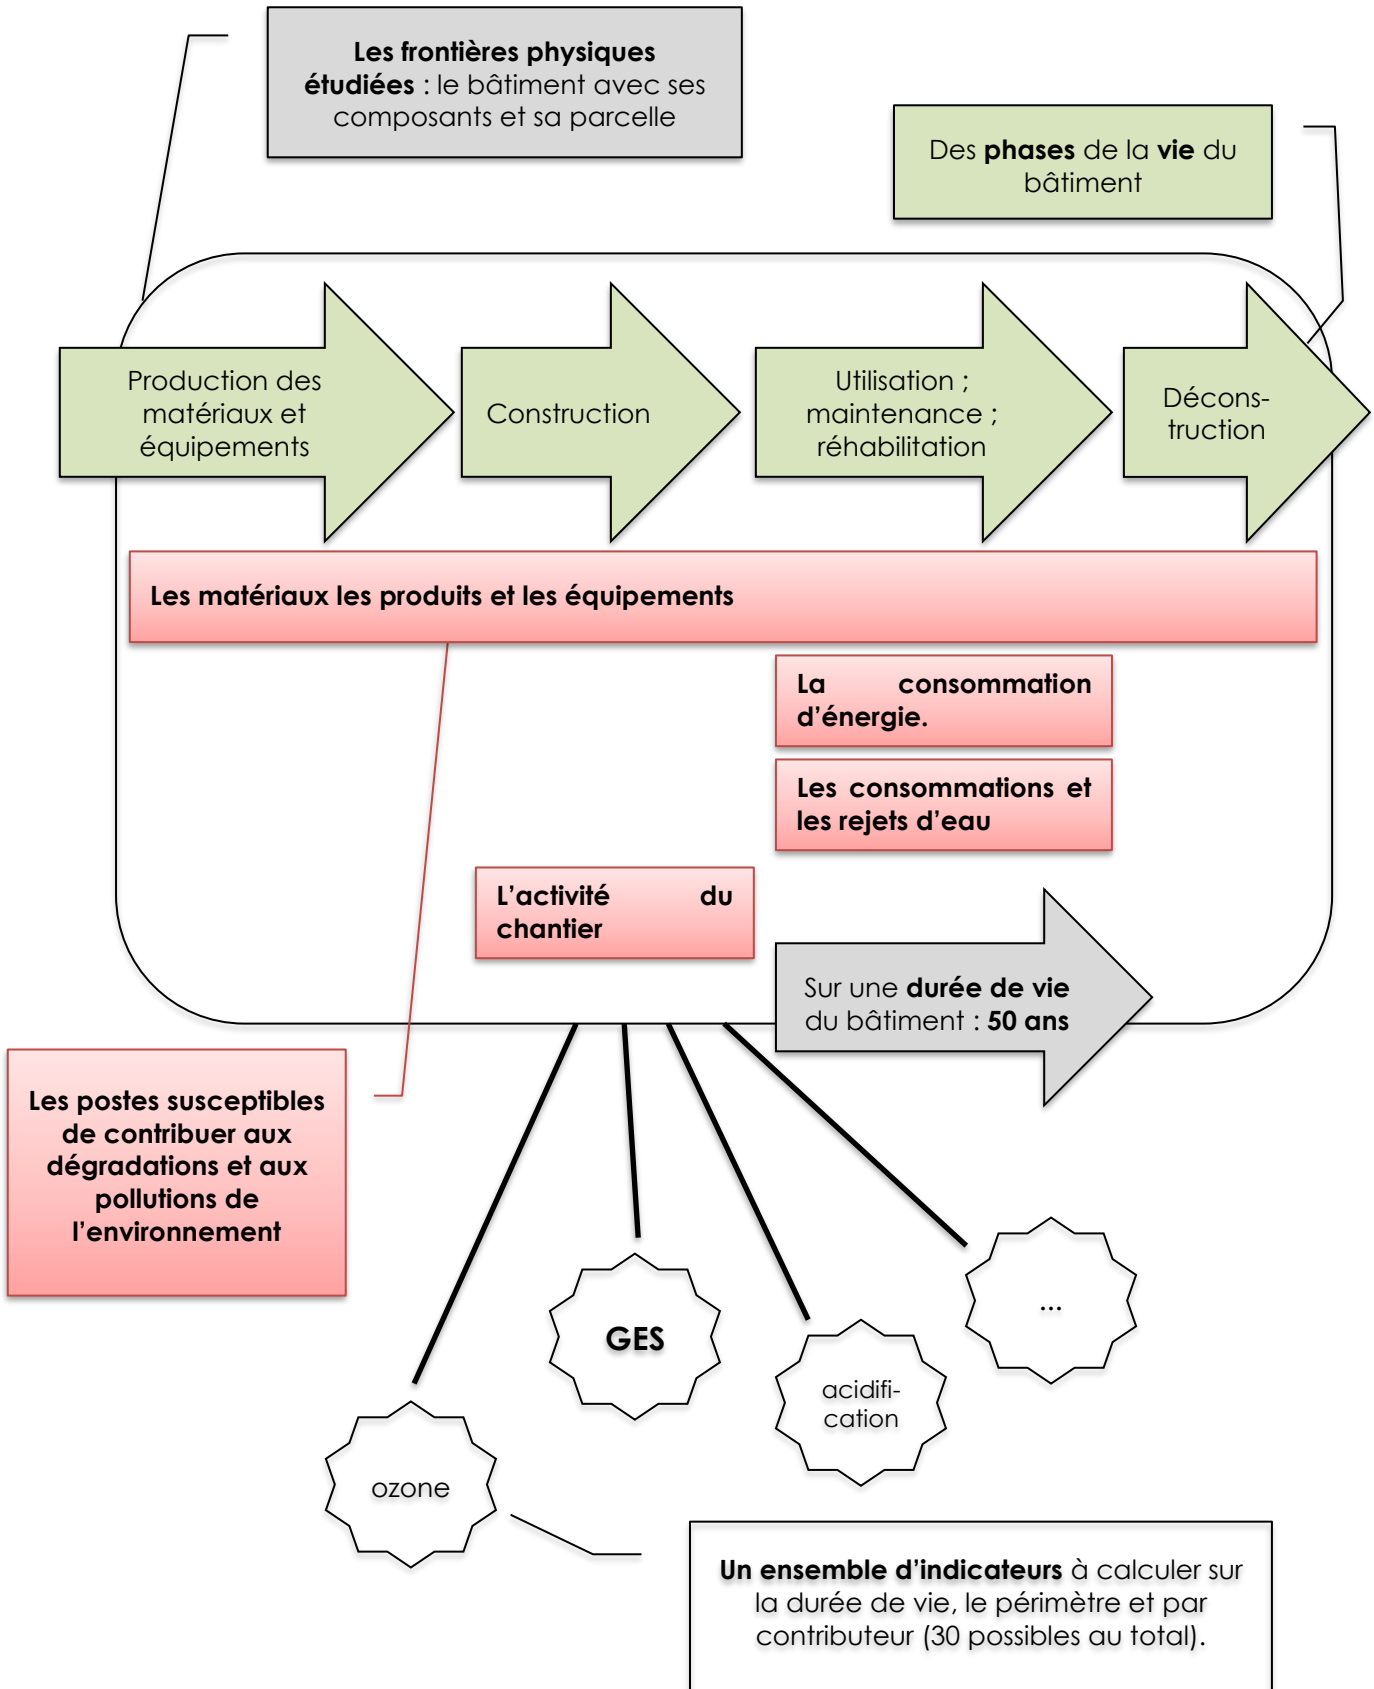 Les frontières physiques
étudiées : le bâtiment avec ses
composants et sa parcelle
Des phases de la vie du
bâtiment
Production des
matériaux et
équipements
Construction
Utilisation ;
maintenance ;
réhabilitation
Décons-
truction
Les matériaux les produits et les équipements
La consommation
d’énergie.
Les consommations et
les rejets d’eau
L’activité du
chantier
Sur une durée de vie
du bâtiment : 50 ans
Les postes susceptibles
de contribuer aux
dégradations et aux
pollutions de
l’environnement
GES
...
acidifi-
cation
ozone
Un ensemble d’indicateurs à calculer sur
la durée de vie, le périmètre et par
contributeur (30 possibles au total).